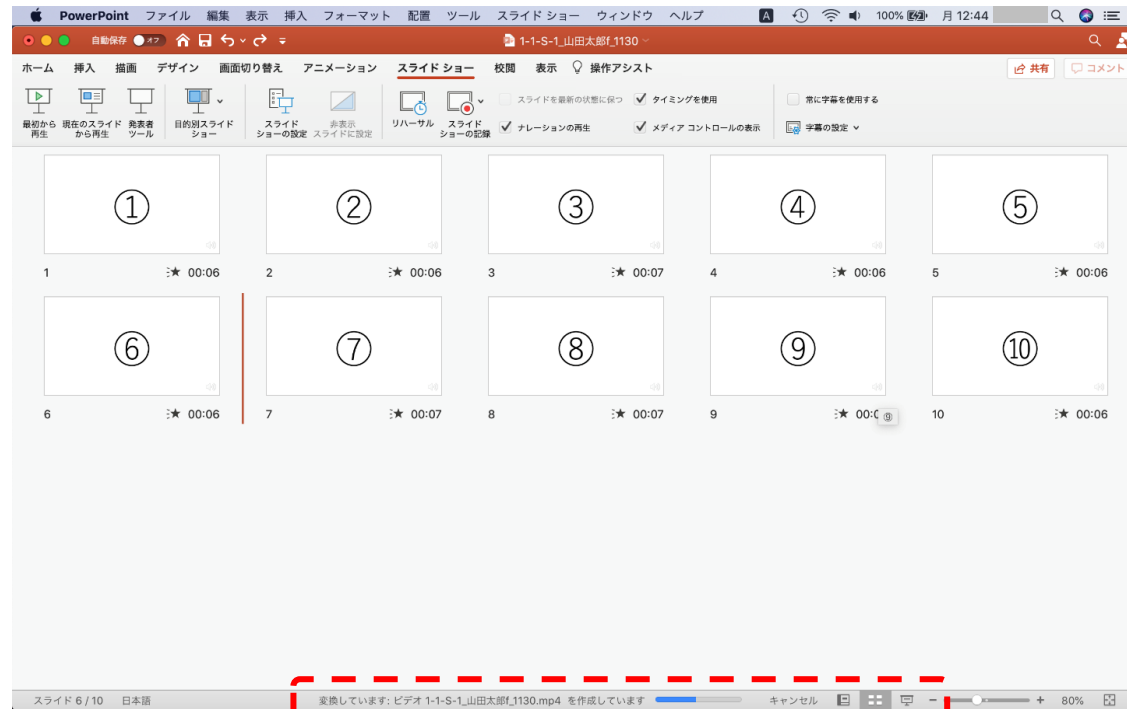 PowerPoint ファイル 編集 表示 挿入 フォーマット 配置 ツール スライド ショー ウィンドウ ヘルプ A 100% 月 12:44
自動保存 オフ 1-1-S-1_山田太郎f_1130
ホーム 挿入 描画 デザイン 画面切り替え アニメーション スライド ショー 校閲 表示 操作アシスト 共有 コメント
最初から
再生
現在のスライド
から再生
発表者
ツール
目的別スライド
ショー
スライド
ショーの設定
非表示
スライドに設定
リハーサル
スライド
ショーの記録
スライドを最新の状態に保つ
タイミングを使用
ナレーションの再生
メディア コントロールの表示
常に字幕を使用する
字幕の設定
① ② ③ ④ ⑤
1 00:06 2 00:06 3 00:07 4 00:06 5 00:06
⑥ ⑦ ⑧ ⑨ ⑩
6 00:06 7 00:07 8 00:07 9 00: ⑨ 10 00:06
スライド 6 / 10 日本語 変換しています: ビデオ 1-1-S-1_山田太郎f_1130.mp4 を作成しています キャンセル − + 80%